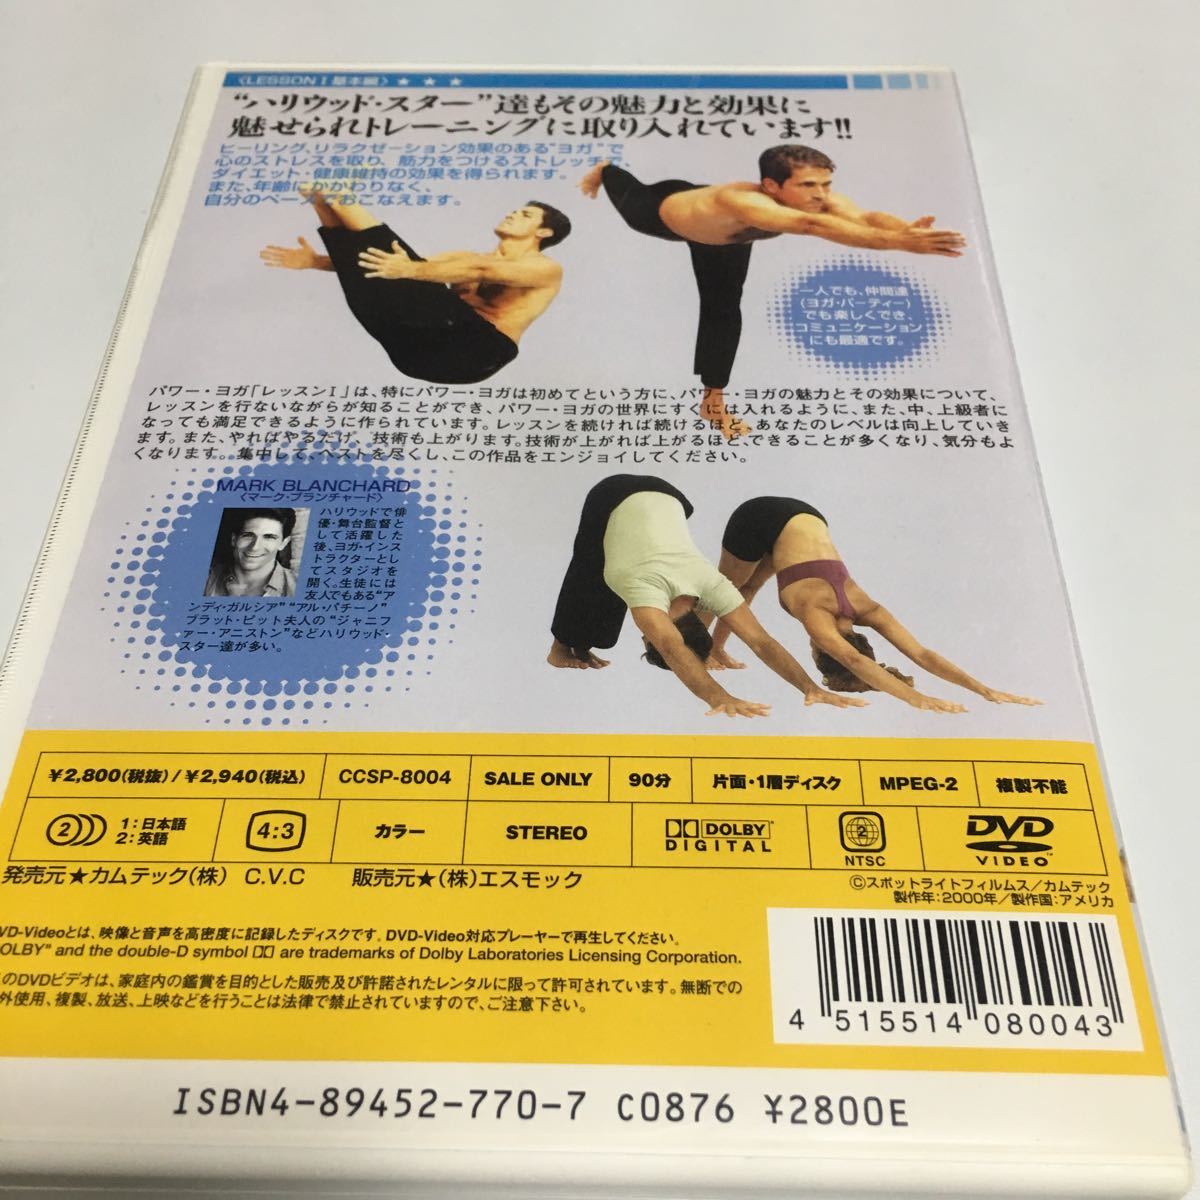 〈LESSON I 基本編〉★ ★ ★
“ハリウッド・スター”達もその魅力と効果に
魅せられトレーニングに取り入れています!!
ヒーリング、リラクゼーション効果のある“ヨガ”で
心のストレスを取り、筋力をつけるストレッチで、
ダイエット・健康維持の効果を得られます。
また、年齢にかかわりなく、
自分のペースでおこなえます。
一人でも、仲間達
(ヨガ・パーティー)
でも楽しくでき、
コミュニケーション
にも最適です。
パワー・ヨガ「レッスンI」は、特にパワー・ヨガは初めてという方に、パワー・ヨガの魅力とその効果について、
レッスンを行ないながらが知ることができ、パワー・ヨガの世界にすぐには入れるように、また、中、上級者に
なっても満足できるように作られています。レッスンを続ければ続けるほど、あなたのレベルは向上していき
ます。また、やればやるだけ、技術も上がります。技術が上がれば上がるほど、できることが多くなり、気分もよ
くなります。集中して、ベストを尽くし、この作品をエンジョイしてください。
MARK BLANCHARD
〈マーク・ブランチャード〉
ハリウッドで俳
優・舞台監督と
して活躍した
後、ヨガ・インス
トラクターとし
てスタジオを
開く。生徒には
友人でもある“ア
ンディ・ガルシア”“アル・パチーノ”
ブラット・ピット夫人の“ジャニフ
ァー・アニストン”などハリウッド・
スター達が多い。
¥2,800(税抜)/¥2,940(税込) CCSP-8004 SALE ONLY 90分 片面・1層ディスク MPEG-2 複製不能
2 1:日本語 2:英語 4:3 カラー STEREO DOLBY DIGITAL 2 NTSC DVD VIDEO
発売元★カムテック(株) C.V.C 販売元★(株)エスモック
©スポットライトフィルムス/カムテック
製作年:2000年/製作国:アメリカ
VD-Videoとは、映像と音声を高密度に記録したディスクです。DVD-Video対応プレーヤーで再生してください。
OLBY" and the double-D symbol are trademarks of Dolby Laboratories Licensing Corporation.
のDVDビデオは、家庭内の鑑賞を目的とした販売及び許諾されたレンタルに限って許可されています。無断での
外使用、複製、放送、上映などを行うことは法律で禁止されていますので、ご注意下さい。
4 515514 080043
ISBN4-89452-770-7 C0876 ¥2800E